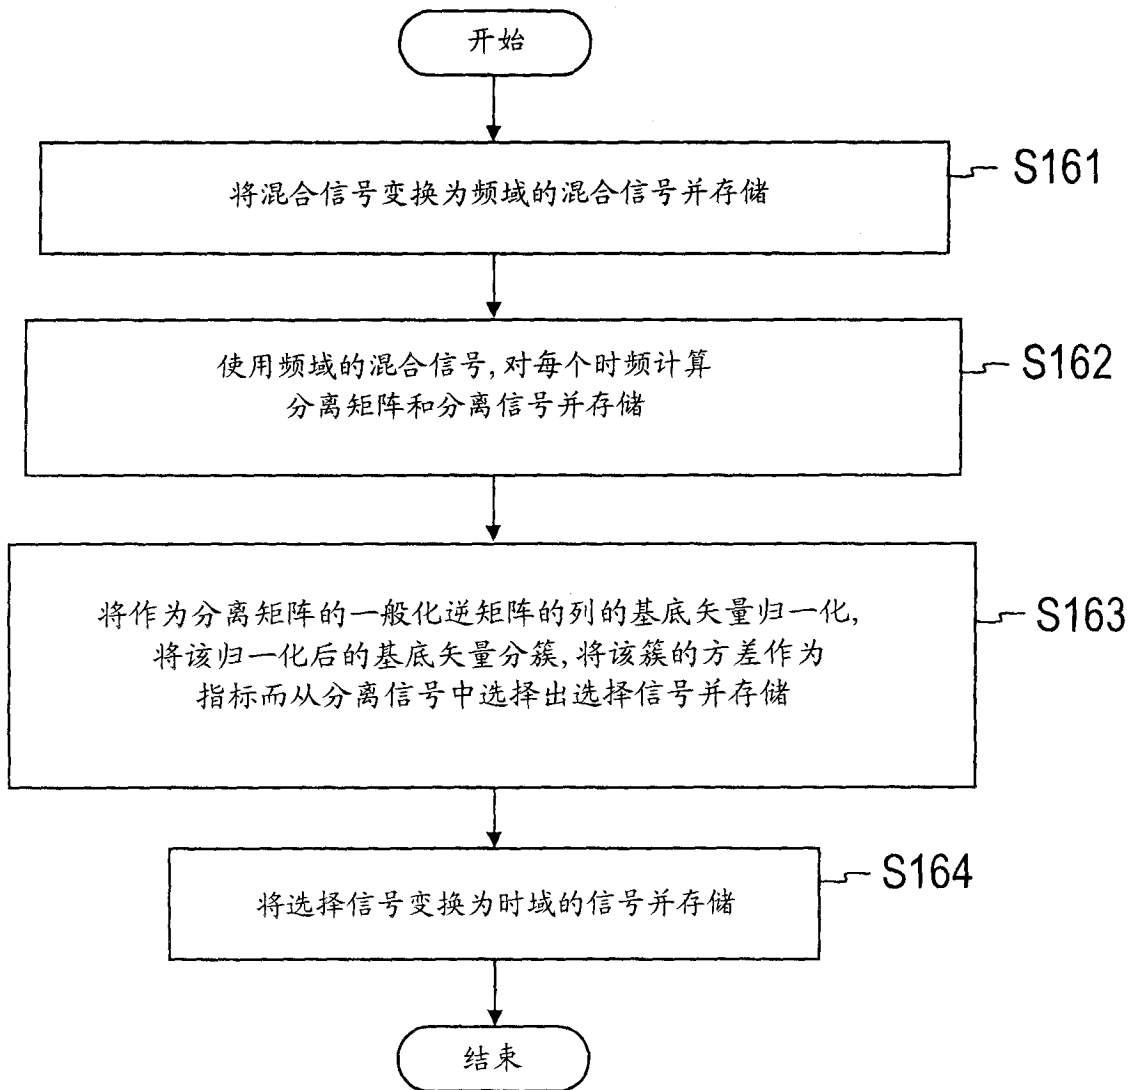 开始
将混合信号变换为频域的混合信号并存储
S161
使用频域的混合信号,对每个时频计算
分离矩阵和分离信号并存储
S162
将作为分离矩阵的一般化逆矩阵的列的基底矢量归一化,
将该归一化后的基底矢量分簇,将该簇的方差作为
指标而从分离信号中选择出选择信号并存储
S163
将选择信号变换为时域的信号并存储
S164
结束